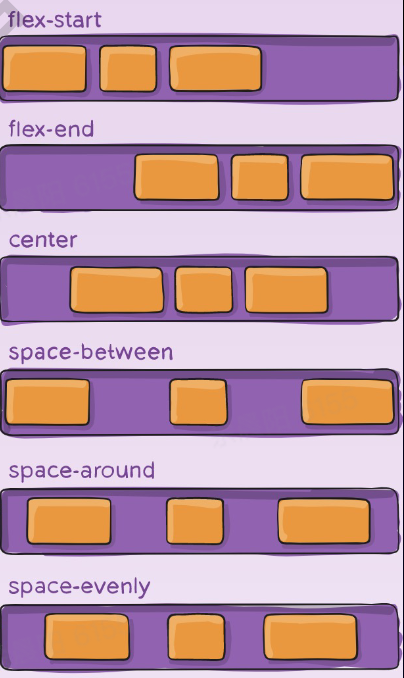 flex-start
flex-end
center
space-between
space-around
space-evenly